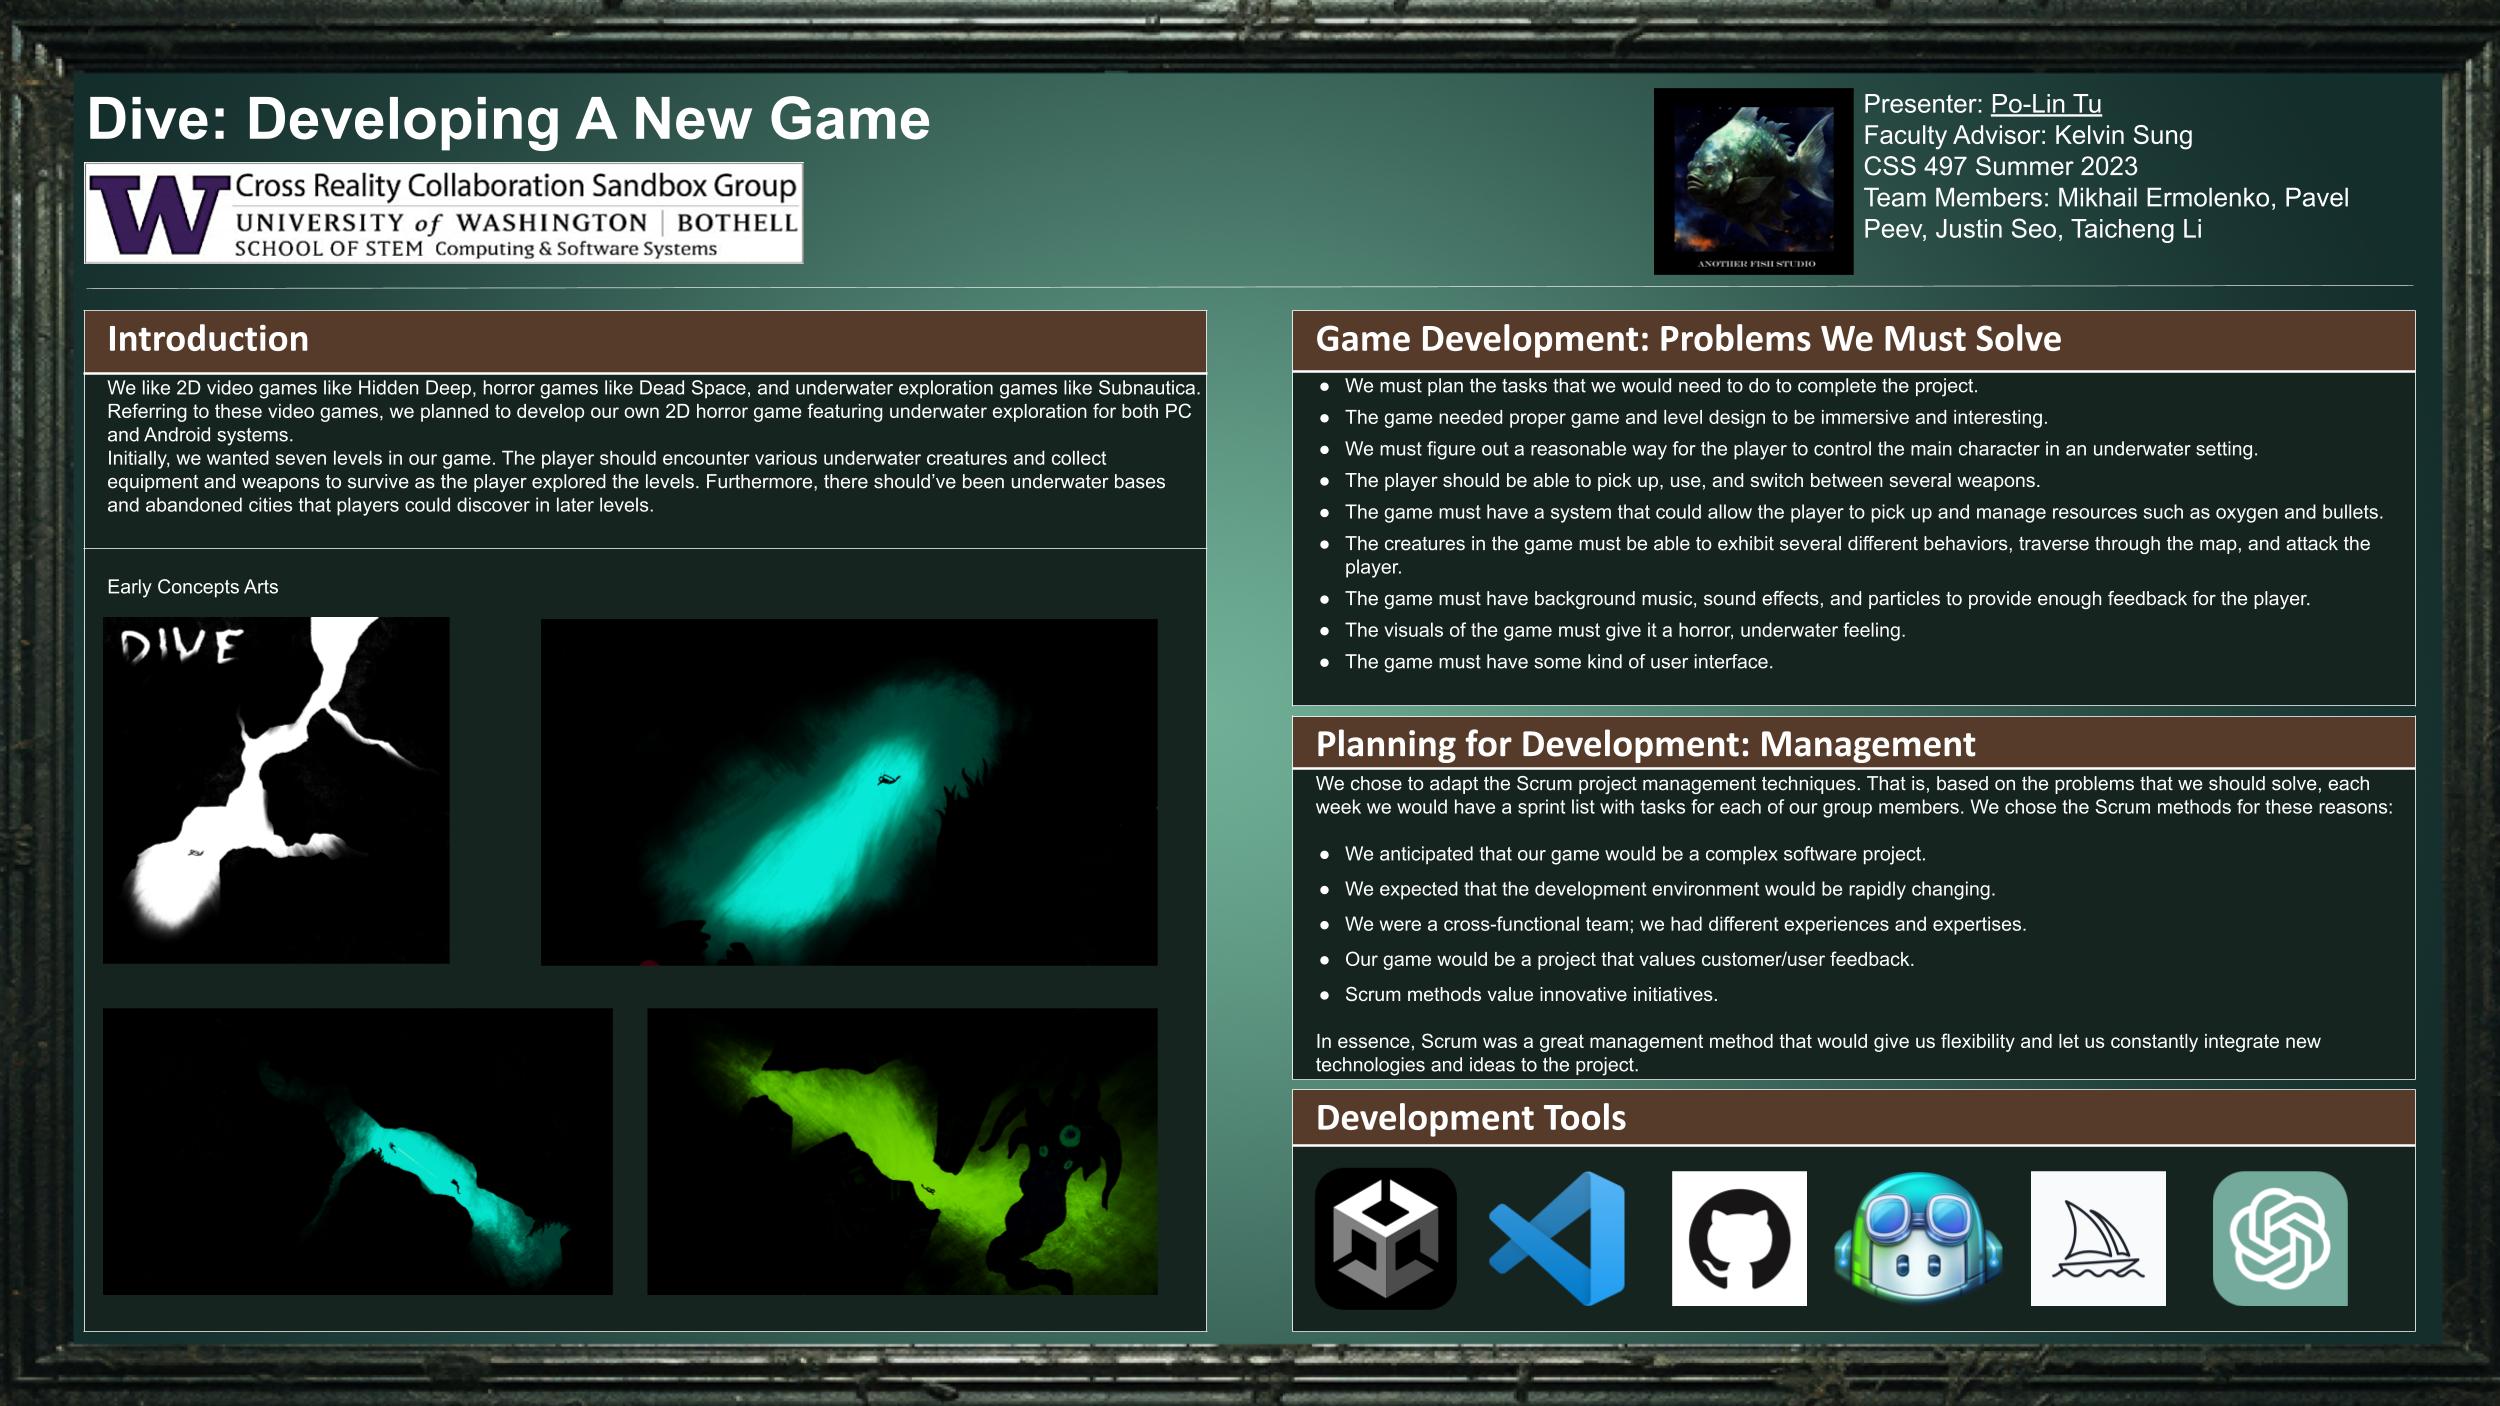 Dive: Developing A New Game
Cross Reality Collaboration Sandbox Group
UNIVERSITY of WASHINGTON | BOTHELL
SCHOOL OF STEM Computing & Software Systems
ANOTHER FISH STUDIO
Presenter: Po-Lin Tu
Faculty Advisor: Kelvin Sung
CSS 497 Summer 2023
Team Members: Mikhail Ermolenko, Pavel
Peev, Justin Seo, Taicheng Li
Introduction
We like 2D video games like Hidden Deep, horror games like Dead Space, and underwater exploration games like Subnautica.
Referring to these video games, we planned to develop our own 2D horror game featuring underwater exploration for both PC
and Android systems.
Initially, we wanted seven levels in our game. The player should encounter various underwater creatures and collect
equipment and weapons to survive as the player explored the levels. Furthermore, there should’ve been underwater bases
and abandoned cities that players could discover in later levels.
Early Concepts Arts
DIVE
Game Development: Problems We Must Solve
● We must plan the tasks that we would need to do to complete the project.
● The game needed proper game and level design to be immersive and interesting.
● We must figure out a reasonable way for the player to control the main character in an underwater setting.
● The player should be able to pick up, use, and switch between several weapons.
● The game must have a system that could allow the player to pick up and manage resources such as oxygen and bullets.
● The creatures in the game must be able to exhibit several different behaviors, traverse through the map, and attack the
player.
● The game must have background music, sound effects, and particles to provide enough feedback for the player.
● The visuals of the game must give it a horror, underwater feeling.
● The game must have some kind of user interface.
Planning for Development: Management
We chose to adapt the Scrum project management techniques. That is, based on the problems that we should solve, each
week we would have a sprint list with tasks for each of our group members. We chose the Scrum methods for these reasons:
● We anticipated that our game would be a complex software project.
● We expected that the development environment would be rapidly changing.
● We were a cross-functional team; we had different experiences and expertises.
● Our game would be a project that values customer/user feedback.
● Scrum methods value innovative initiatives.
In essence, Scrum was a great management method that would give us flexibility and let us constantly integrate new
technologies and ideas to the project.
Development Tools